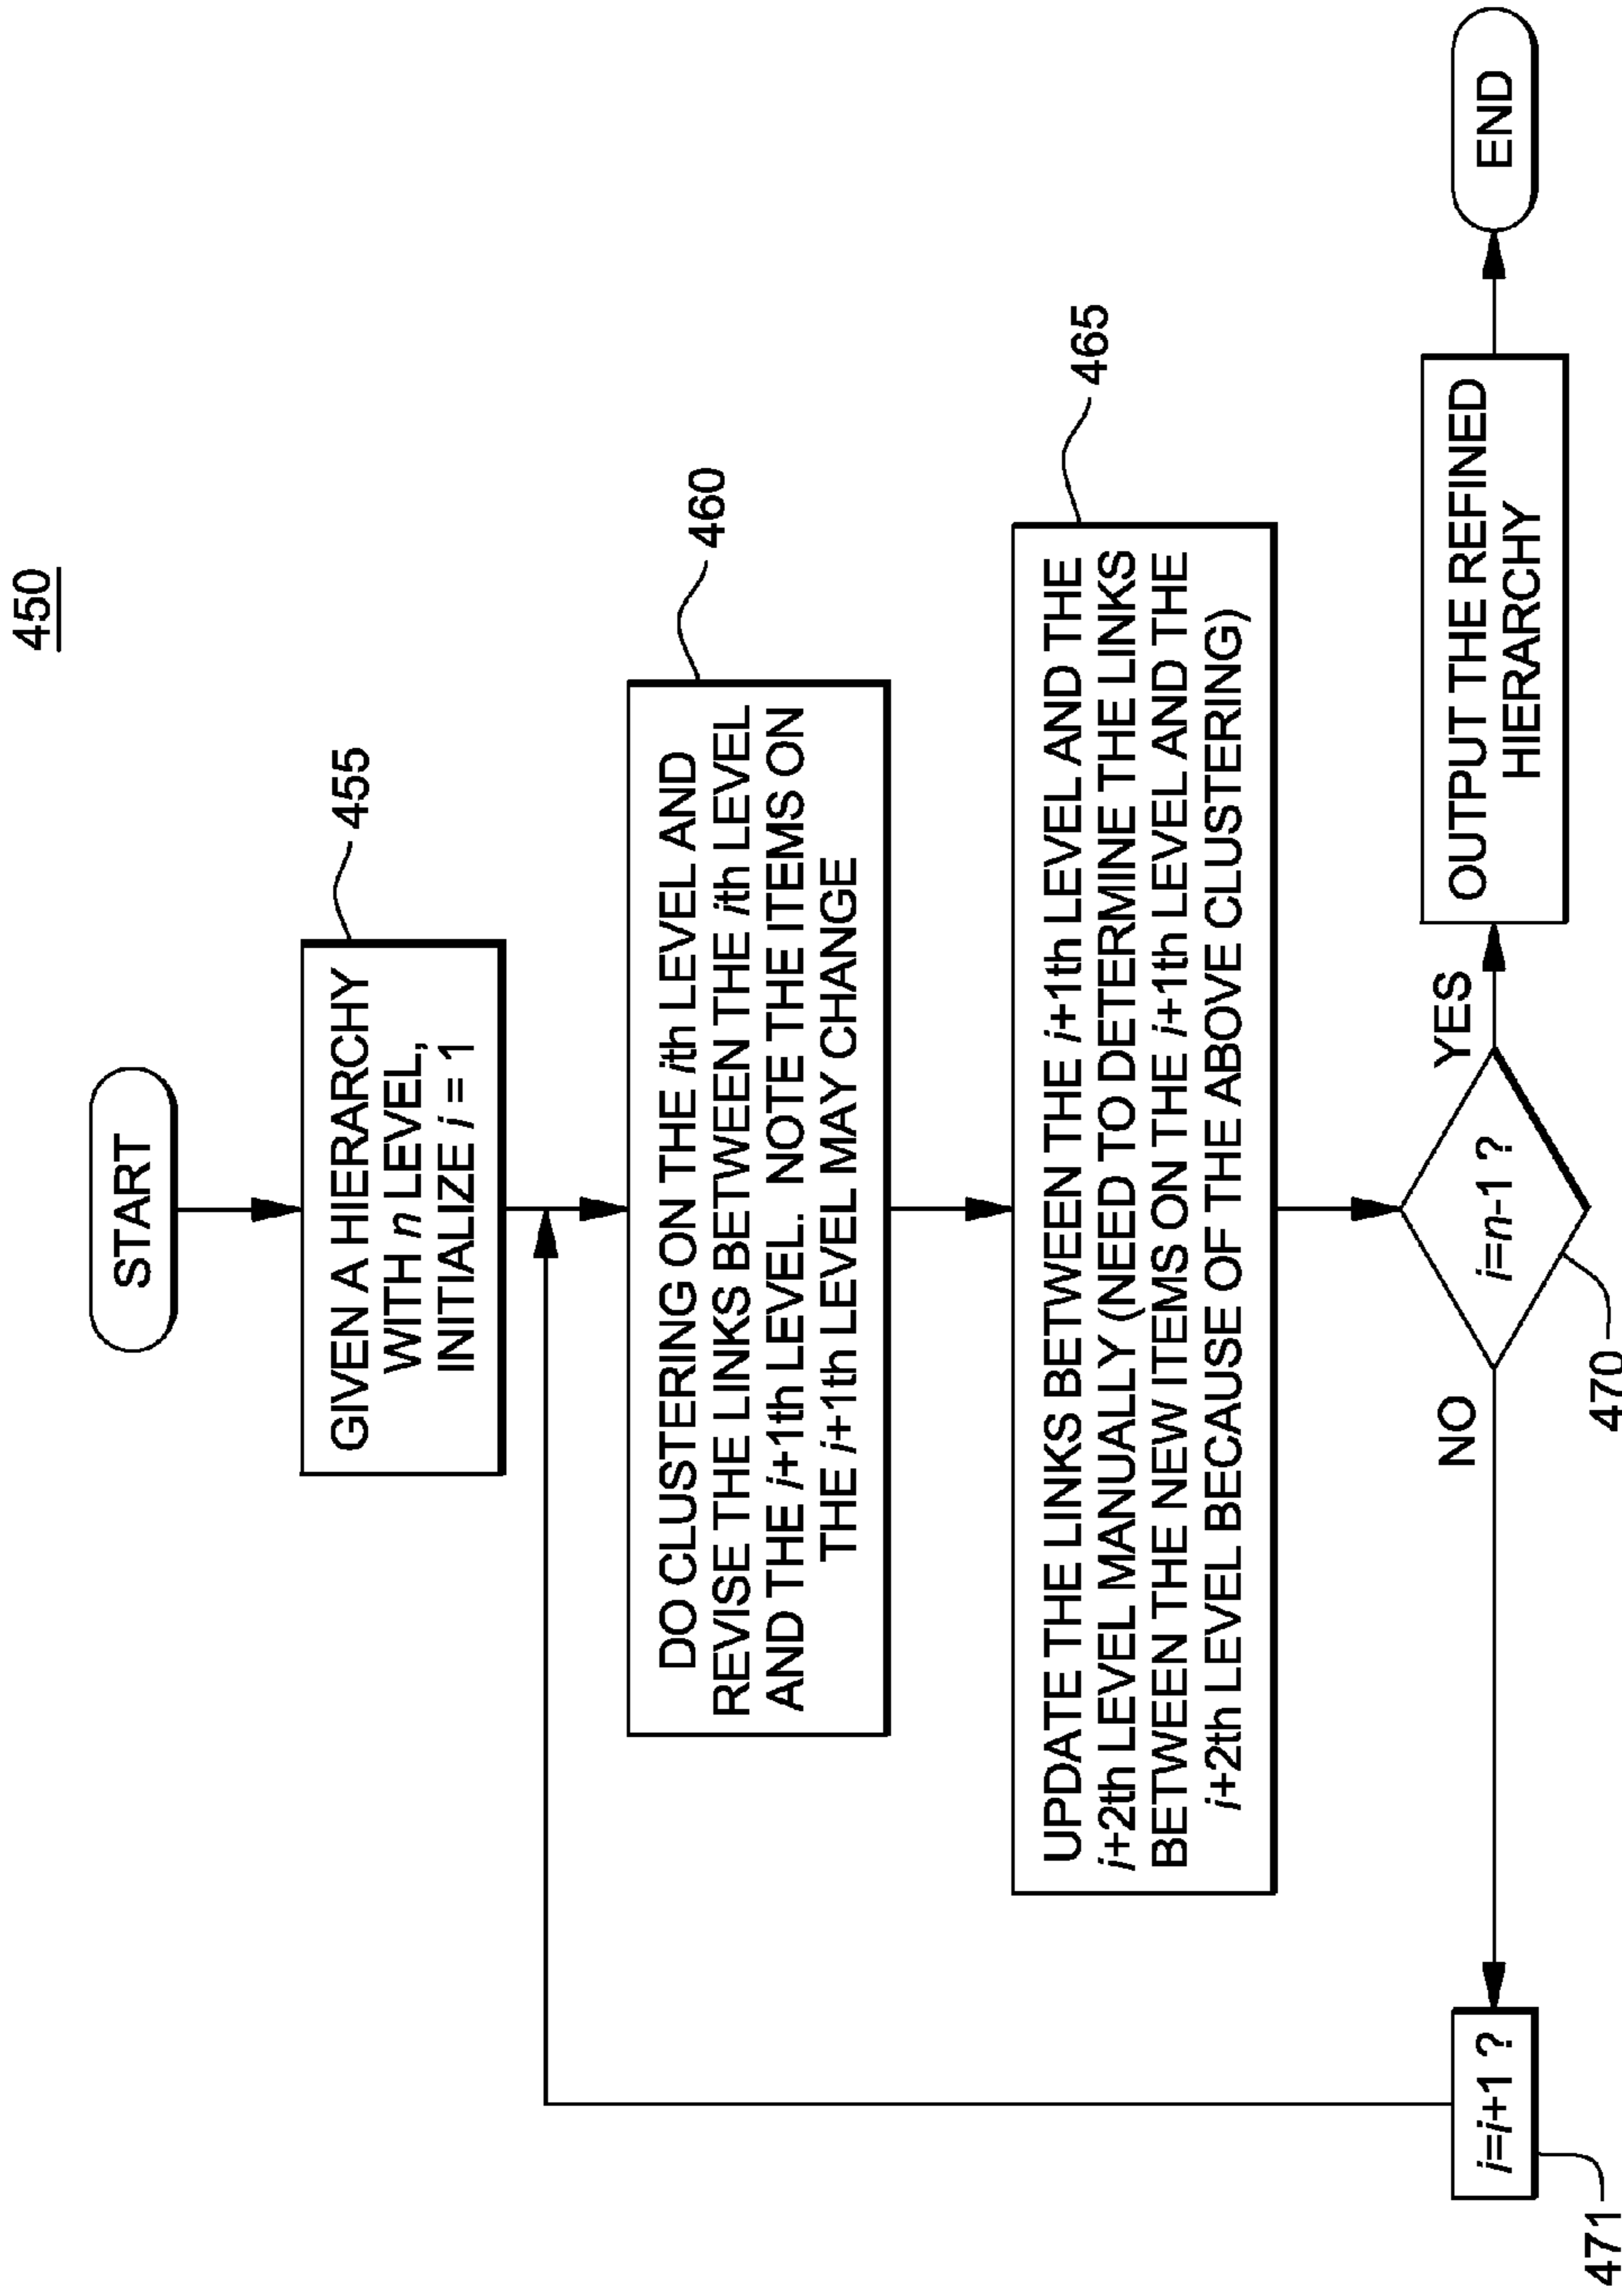 450
START
GIVEN A HIERARCHY
WITH n LEVEL,
INITIALIZE i = 1
455
DO CLUSTERING ON THE ith LEVEL AND
REVISE THE LINKS BETWEEN THE ith LEVEL
AND THE i+1th LEVEL. NOTE THE ITEMS ON
THE i+1th LEVEL MAY CHANGE
460
UPDATE THE LINKS BETWEEN THE i+1th LEVEL AND THE
i+2th LEVEL MANUALLY (NEED TO DETERMINE THE LINKS
BETWEEN THE NEW ITEMS ON THE i+1th LEVEL AND THE
i+2th LEVEL BECAUSE OF THE ABOVE CLUSTERING)
465
i=n-1 ?
470
NO
YES
i=i+1 ?
471
OUTPUT THE REFINED
HIERARCHY
END